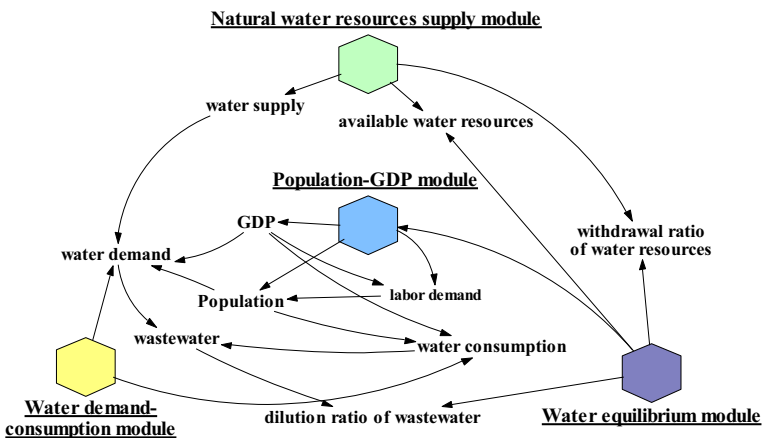 Natural water resources supply module
water supply
available water resources
Population-GDP module
GDP
withdrawal ratio
of water resources
water demand
Population
labor demand
wastewater
water consumption
Water demand-
consumption module
dilution ratio of wastewater
Water equilibrium module